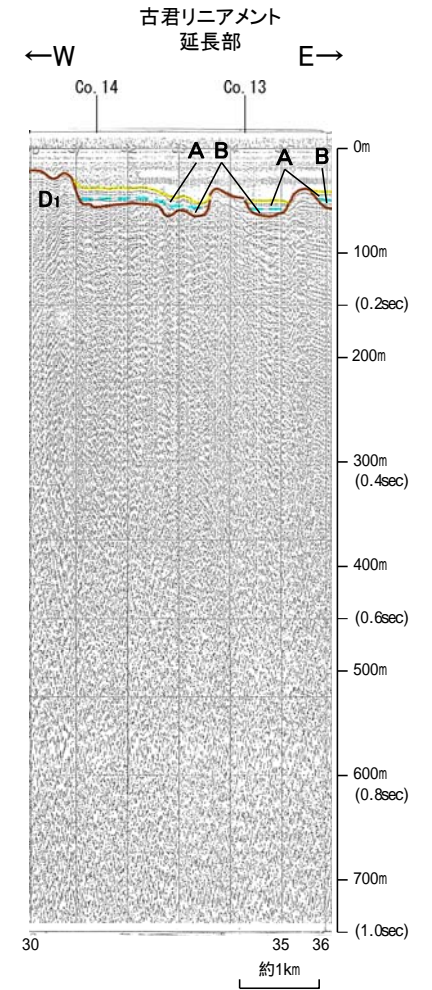 古君リニアメント
延長部
←W E→
Co.14 Co.13
0m
A B A B
D1
100m
(0.2sec)
200m
300m
(0.4sec)
400m
(0.6sec)
500m
600m
(0.8sec)
700m
(1.0sec)
30 35 36
約1km